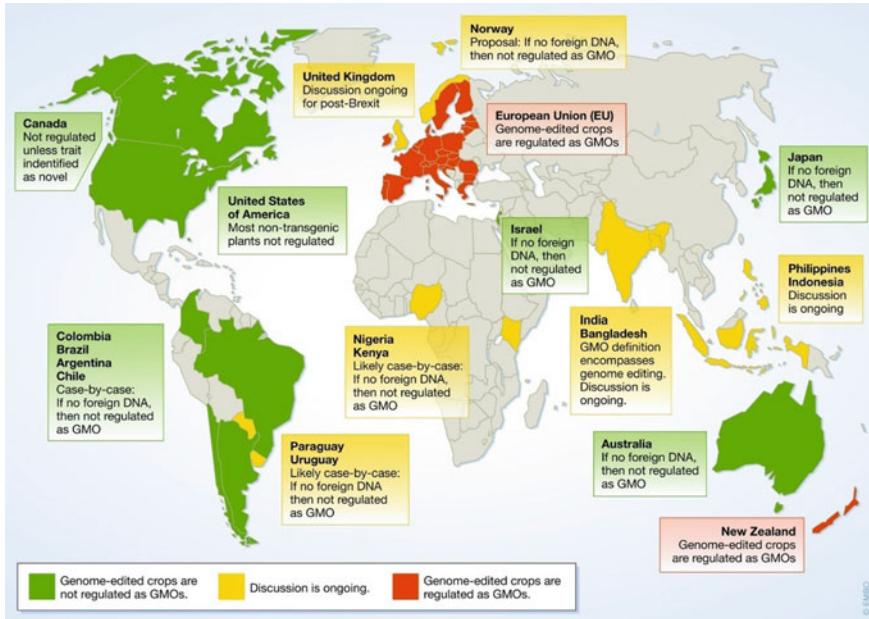 Norway
Proposal: If no foreign DNA,
then not regulated as GMO
United Kingdom
Discussion ongoing
for post-Brexit
European Union (EU)
Genome-edited crops
are regulated as GMOs
Canada
Not regulated
unless trait
indentified
as novel
United States
of America
Most non-transgenic
plants not regulated
Japan
If no foreign
DNA, then
not regulated
as GMO
Israel
If no foreign
DNA, then
not regulated
as GMO
Philippines
Indonesia
Discussion
is ongoing
Colombia
Brazil
Argentina
Chile
Case-by-case:
If no foreign DNA,
then not regulated
as GMO
Nigeria
Kenya
Likely case-by-case:
If no foreign
DNA, then
not regulated
as GMO
India
Bangladesh
GMO definition
encompasses
genome editing.
Discussion is
ongoing.
Paraguay
Uruguay
Likely case-by-case:
If no foreign DNA
then not regulated
as GMO
Australia
If no foreign DNA,
then not regulated
as GMO
New Zealand
Genome-edited crops
are regulated as GMOs
Genome-edited crops are
not regulated as GMOs.
Discussion is ongoing.
Genome-edited crops are
regulated as GMOs.